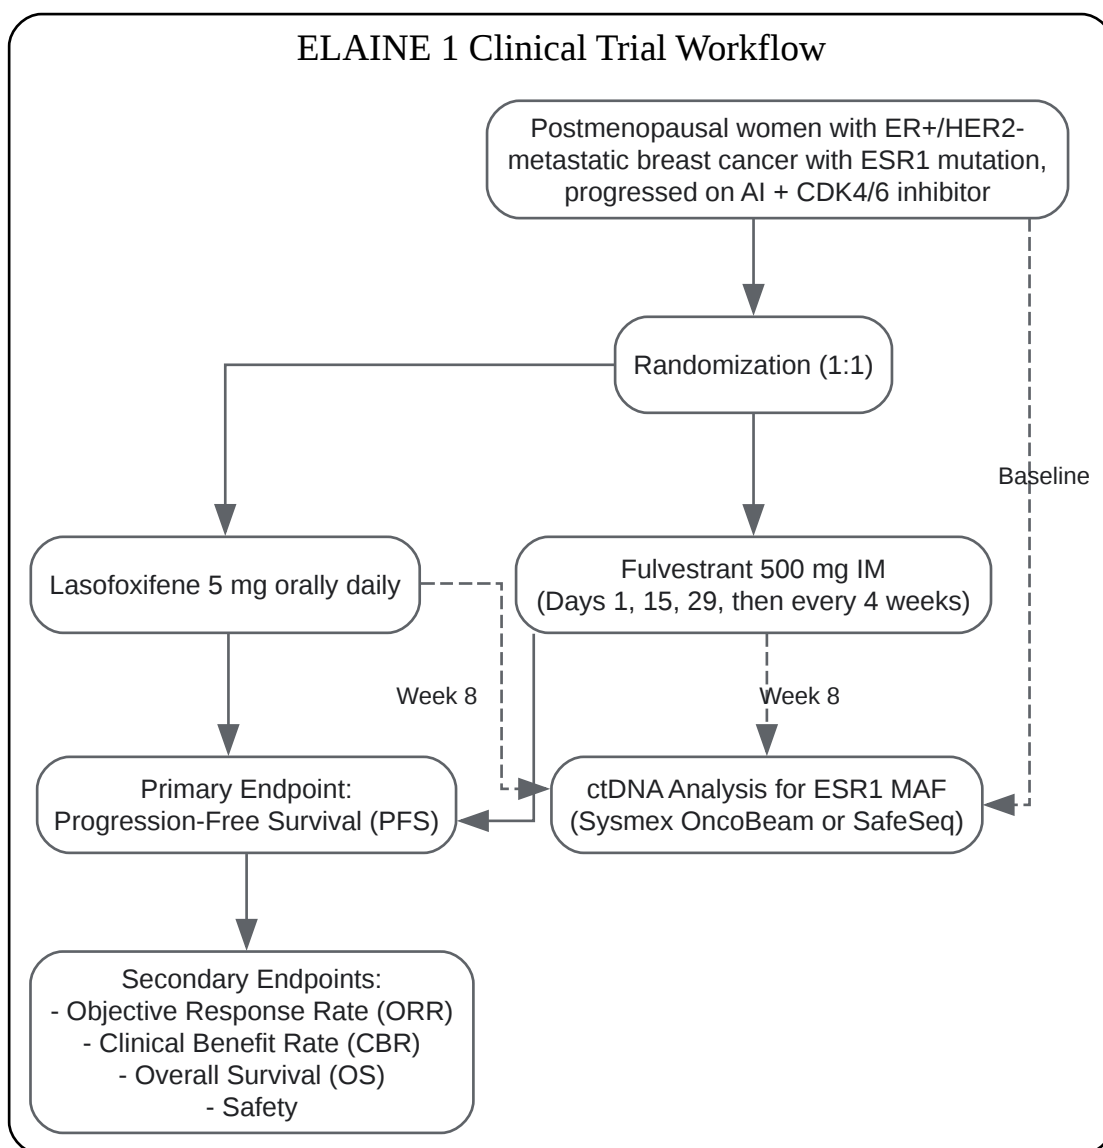 ELAINE 1 Clinical Trial Workflow
Postmenopausal women with ER+/HER2-
metastatic breast cancer with ESR1 mutation,
progressed on AI + CDK4/6 inhibitor
Randomization (1:1)
Baseline
Lasofoxifene 5 mg orally daily
Fulvestrant 500 mg IM
(Days 1, 15, 29, then every 4 weeks)
Week 8
Week 8
Primary Endpoint:
Progression-Free Survival (PFS)
ctDNA Analysis for ESR1 MAF
(Sysmex OncoBeam or SafeSeq)
Secondary Endpoints:
- Objective Response Rate (ORR)
- Clinical Benefit Rate (CBR)
- Overall Survival (OS)
- Safety